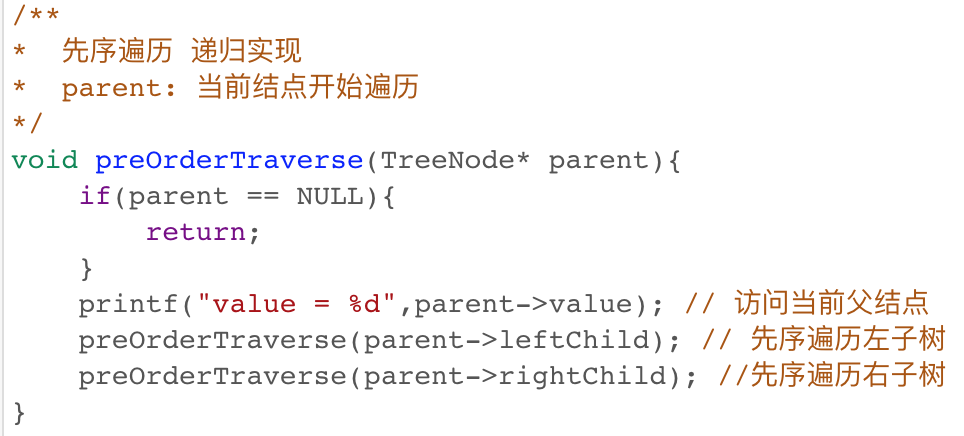 /**
*  先序遍历 递归实现
*  parent: 当前结点开始遍历
*/
void preOrderTraverse(TreeNode* parent){
    if(parent == NULL){
        return;
    }
    printf("value = %d",parent->value); // 访问当前父结点
    preOrderTraverse(parent->leftChild); // 先序遍历左子树
    preOrderTraverse(parent->rightChild); //先序遍历右子树
}